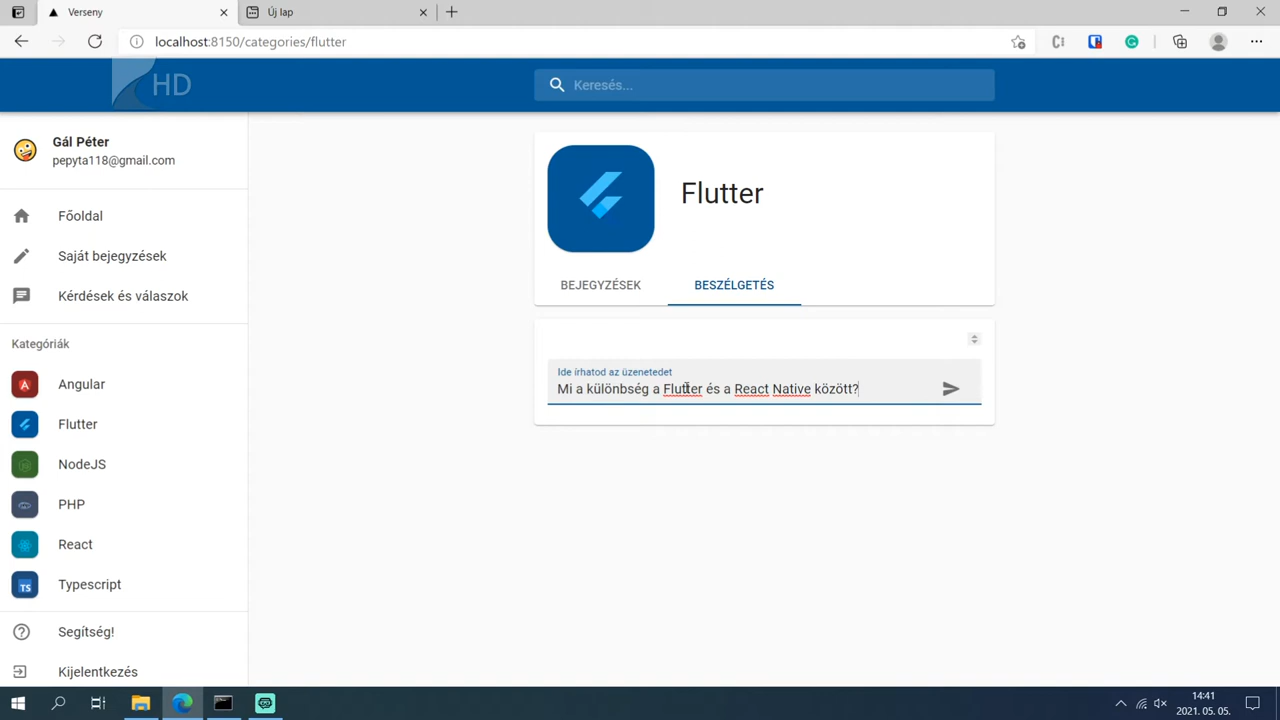 Verseny
Új lap
localhost:8150/categories/flutter
HD
Keresés...
Gál Péter
pepyta118@gmail.com
Főoldal
Saját bejegyzések
Kérdések és válaszok
Kategóriák
Angular
Flutter
NodeJS
PHP
React
Typescript
Segítség!
Kijelentkezés
Flutter
BEJEGYZÉSEK
BESZÉLGETÉS
Ide írhatod az üzenetedet
Mi a különbség a Flutter és a React Native között?
14:41
2021. 05. 05.